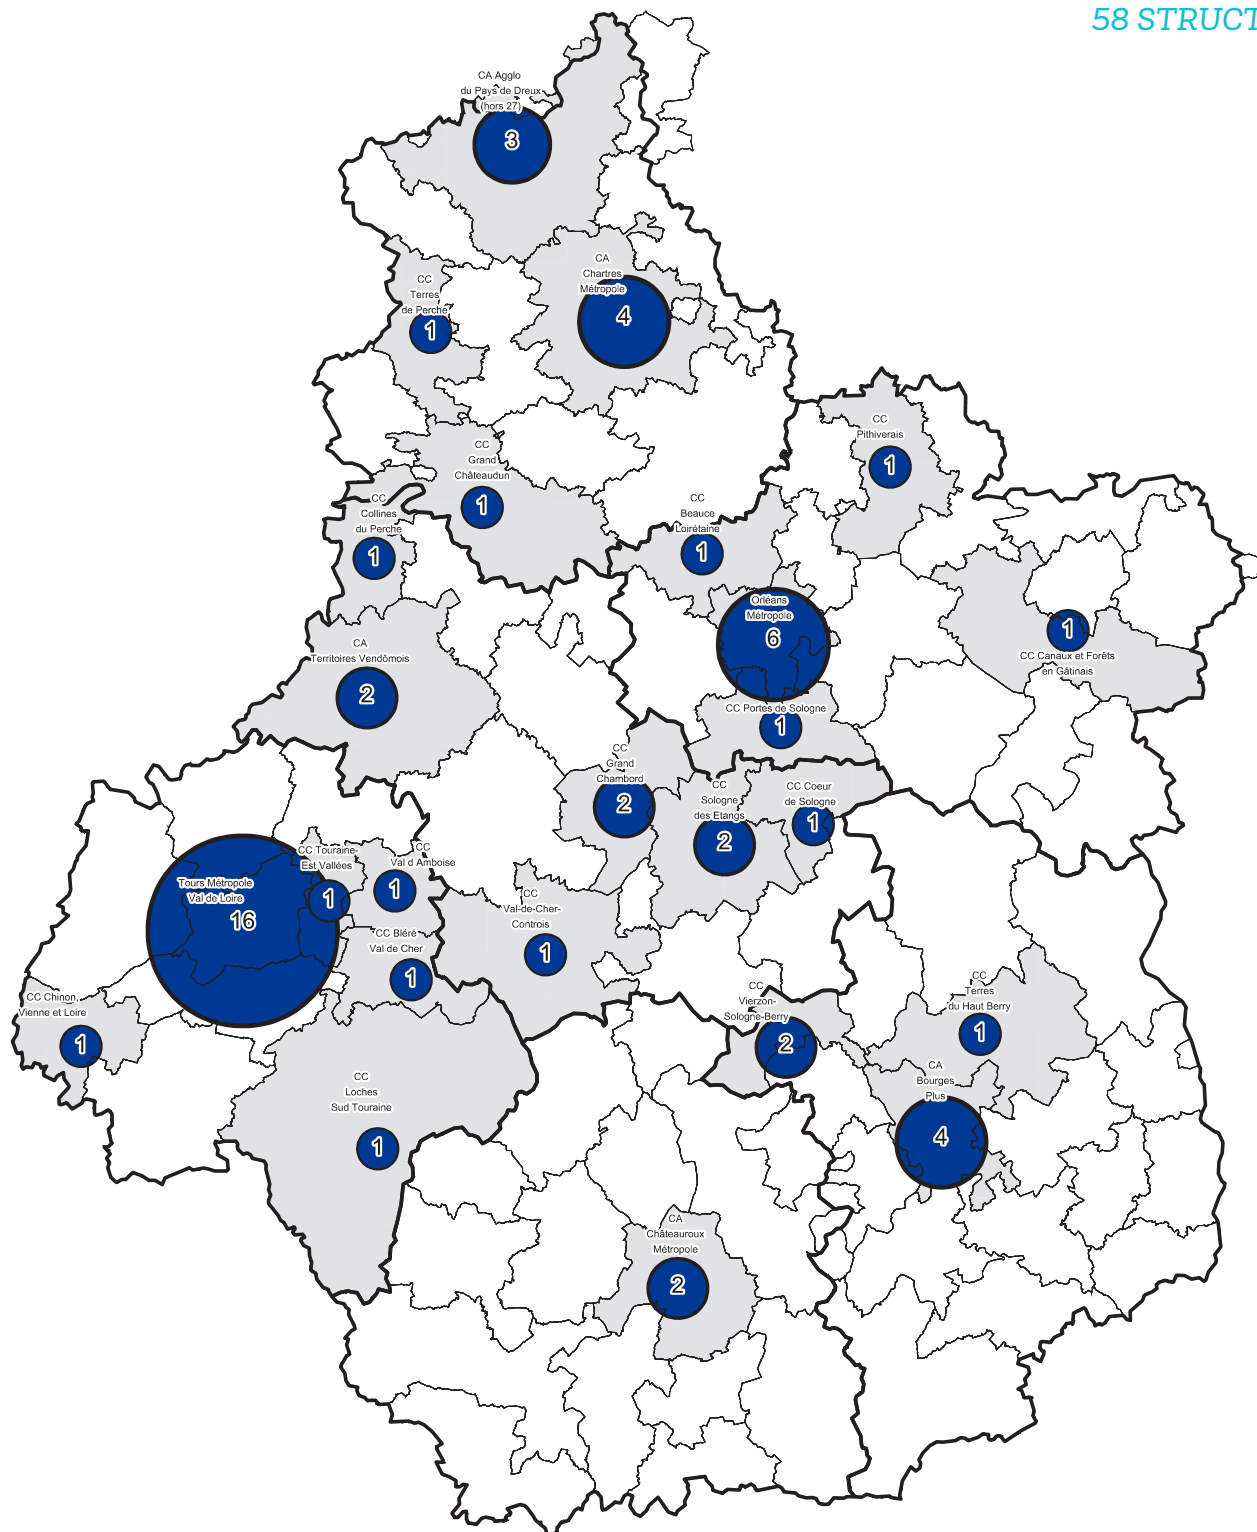 58 STRUCT
CA Agglo
du Pays de Dreux
(hors 27)
3
CA
Chartres
Métropole
4
CC
Terres
de Perche
1
CC
Pithiverais
1
CC
Grand
Châteaudun
1
CC
Collines
du Perche
1
CC
Beauce
Loirétaine
1
Orléans
Métropole
6
1
CC Canaux et Forêts
en Gâtinais
CA
Territoires Vendômois
2
CC Portes de Sologne
1
CC
Grand
Chambord
2
CC
Sologne
des Etangs
2
CC Coeur
de Sologne
1
CC Touraine-
Est Vallées
1
CC
Val d Amboise
1
Tours Métropole
Val de Loire
16
CC
Val-de-Cher-
Controis
1
CC Bléré
Val de Cher
1
CC Chinon,
Vienne et Loire
1
CC
Vierzon-
Sologne-Berry
2
CC
Terres
du Haut Berry
1
CA
Bourges
Plus
4
CC
Loches
Sud Touraine
1
CA
Châteauroux
Métropole
2